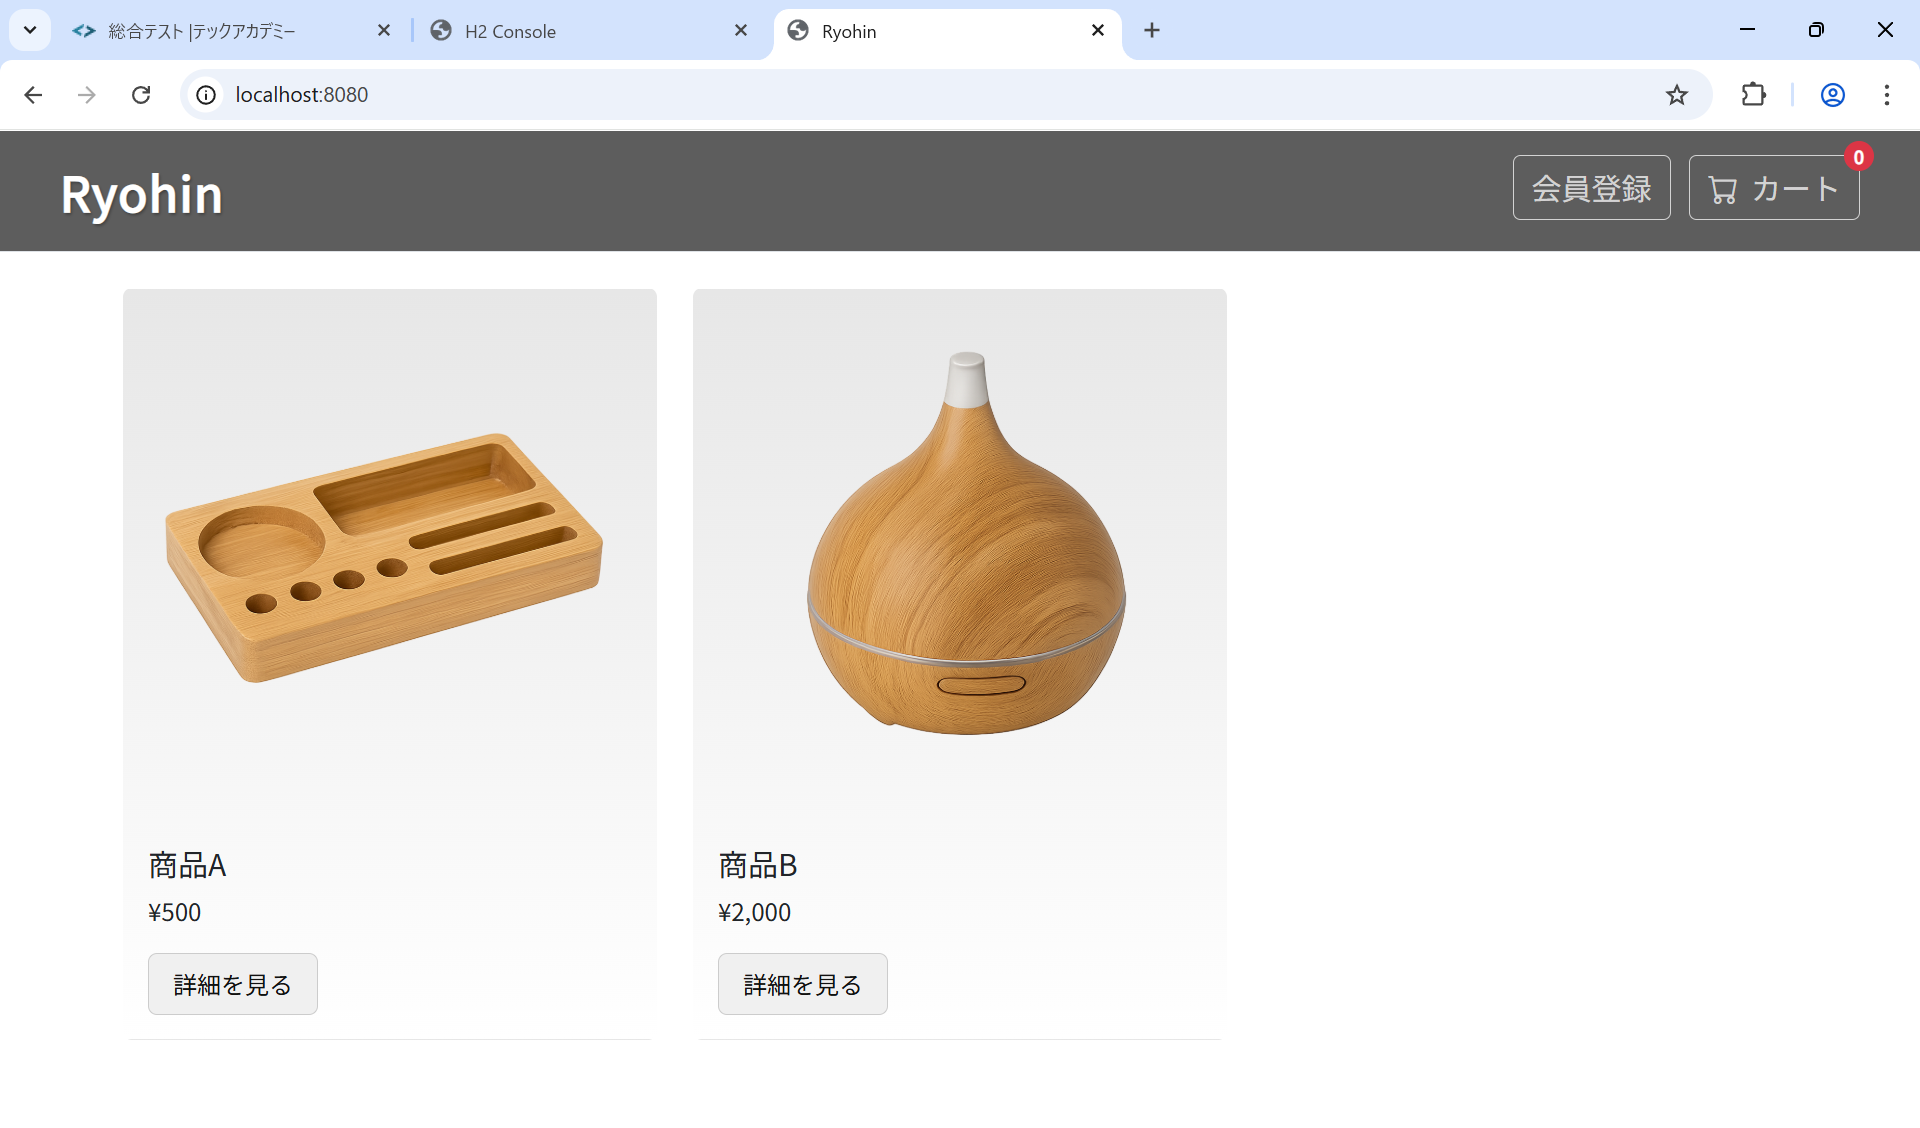 総合テスト |テックアカデミー
H2 Console
Ryohin
localhost:8080
Ryohin
会員登録
カート
0
商品A
¥500
詳細を見る
商品B
¥2,000
詳細を見る